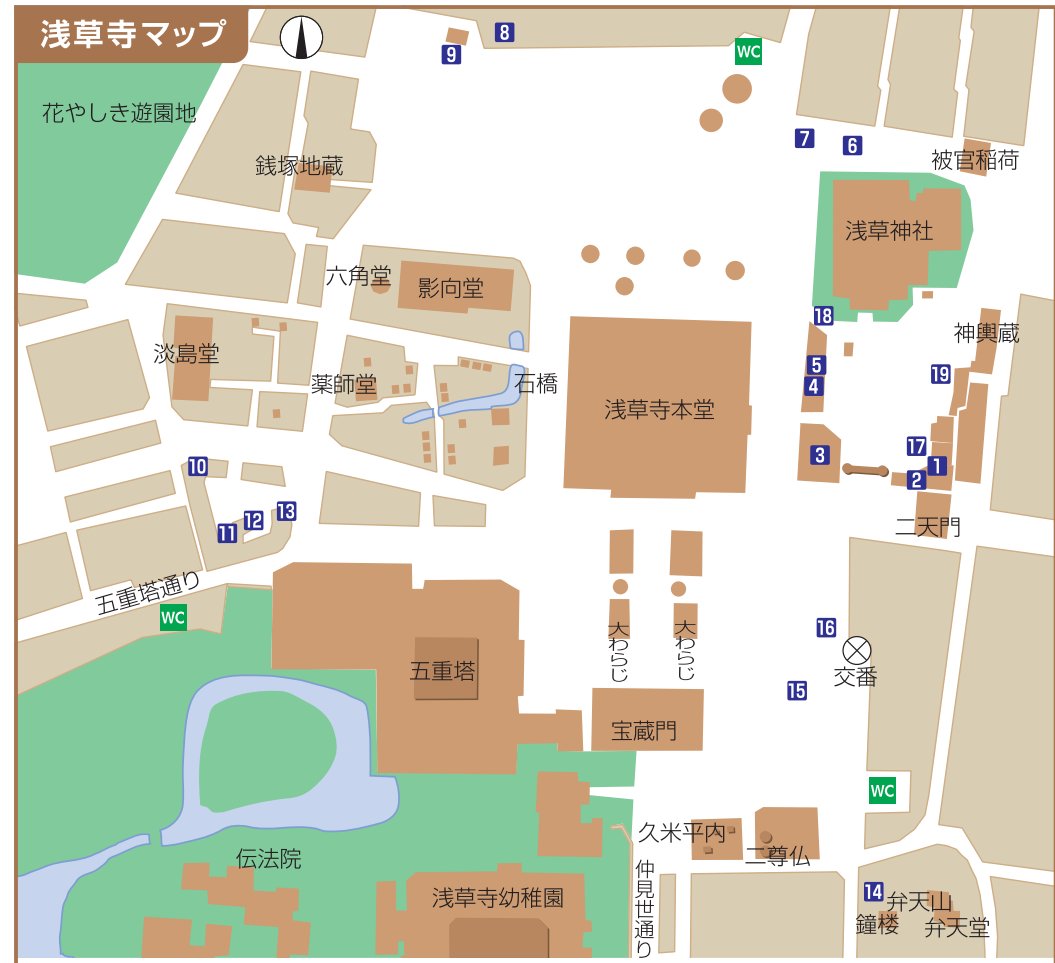 浅草寺マップ
8
9
WC
花やしき遊園地
7
6
銭塚地蔵
被官稲荷
浅草神社
六角堂
影向堂
18
神輿蔵
淡島堂
薬師堂
石橋
5
4
19
浅草寺本堂
3
17
1
2
10
11
12
13
二天門
五重塔通り
WC
大わらじ
大わらじ
16
五重塔
交番
15
宝蔵門
WC
久米平内
二尊仏
伝法院
仲見世通り
浅草寺幼稚園
14
弁天山
鐘楼
弁天堂